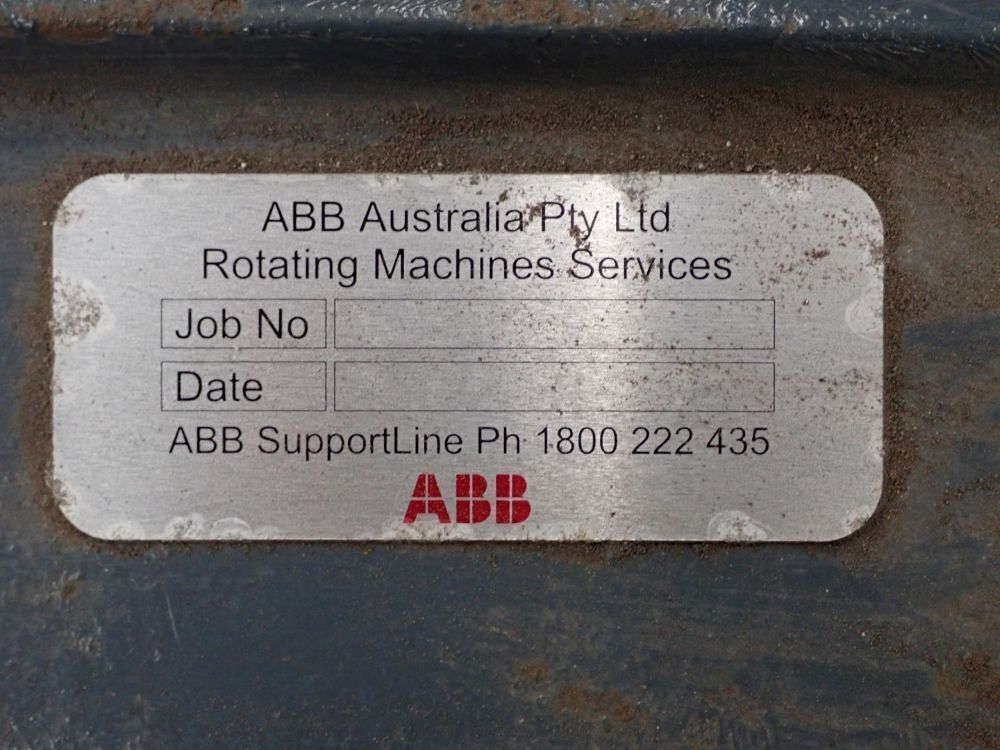 ABB Australia Pty Ltd
Rotating Machines Services
Job No
Date
ABB SupportLine Ph 1800 222 435
ABB